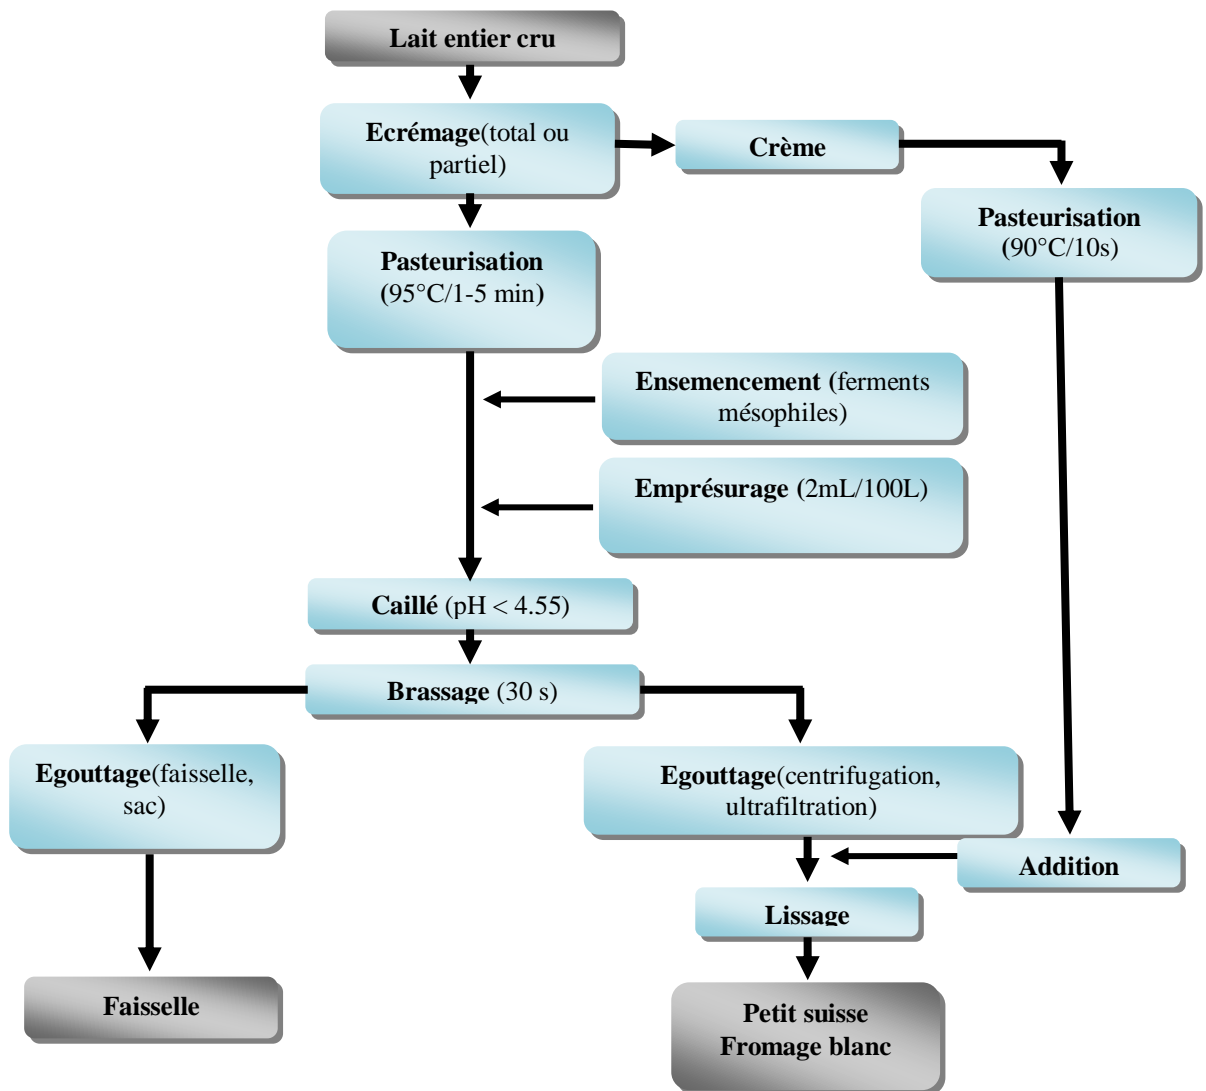 Lait entier cru
Ecrémage(total ou
partiel)
Crème
Pasteurisation
(90°C/10s)
Pasteurisation
(95°C/1-5 min)
Ensemencement (ferments
mésophiles)
Emprésurage (2mL/100L)
Caillé (pH < 4.55)
Brassage (30 s)
Egouttage(faisselle,
sac)
Egouttage(centrifugation,
ultrafiltration)
Addition
Lissage
Faisselle
Petit suisse
Fromage blanc